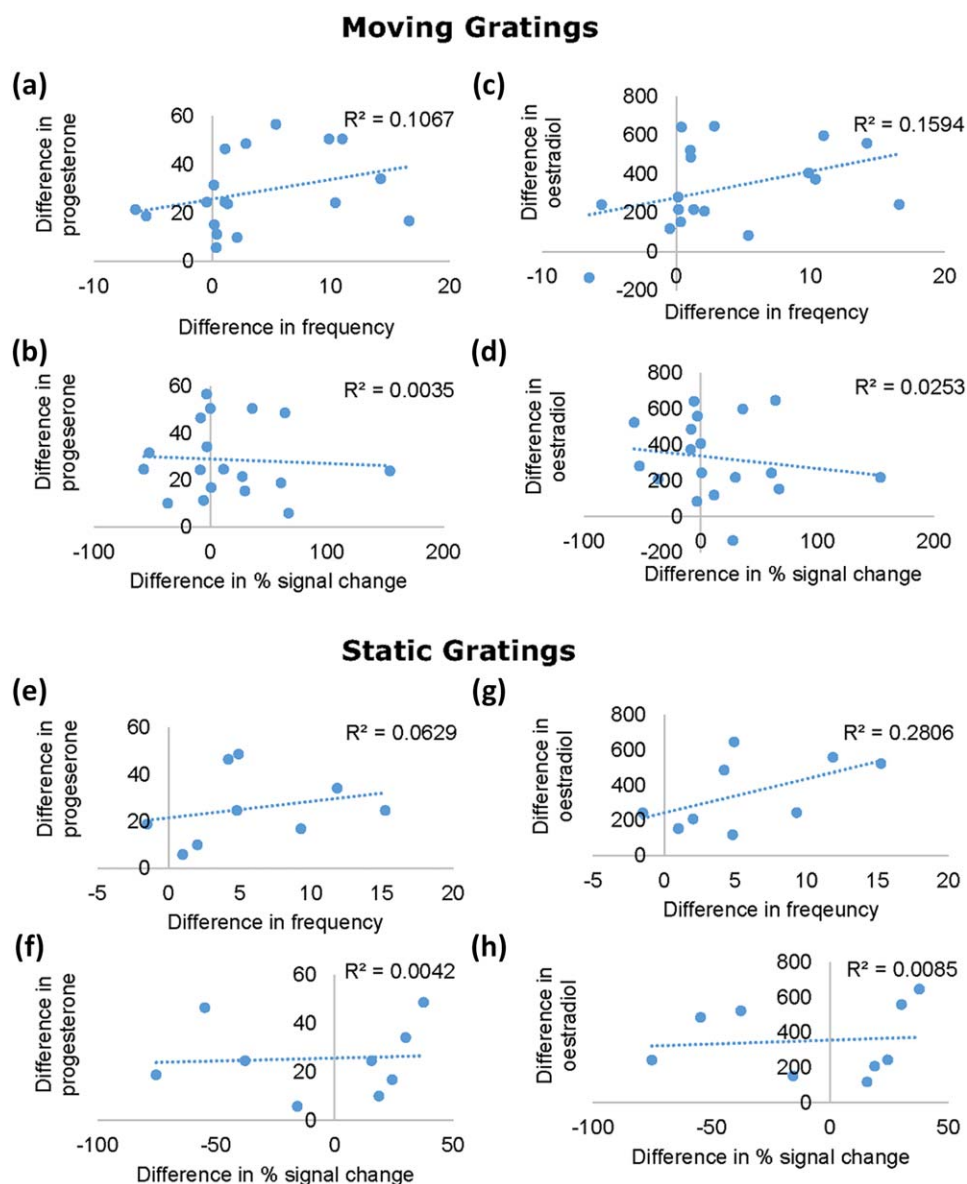 Moving Gratings
(a)
Difference in
progesterone
60
40
20
0
R² = 0.1067
-10 0 10 20
Difference in frequency
(c)
Difference in
oestradiol
800
600
400
200
0
-200
R² = 0.1594
-10 0 10 20
Difference in frequency
(b)
Difference in
progeserone
60
40
20
0
R² = 0.0035
-100 0 100 200
Difference in % signal change
(d)
Difference in
oestradiol
800
600
400
200
0
-200
R² = 0.0253
-100 0 100 200
Difference in % signal change
Static Gratings
(e)
Difference in
progeserone
60
40
20
0
R² = 0.0629
-5 0 5 10 15 20
Difference in frequency
(g)
Difference in
oestradiol
800
600
400
200
0
R² = 0.2806
-5 0 5 10 15 20
Difference in freqeuncy
(f)
Difference in
progesterone
60
40
20
0
R² = 0.0042
-100 -50 0 50
Difference in % signal change
(h)
Difference in
oestradiol
800
600
400
200
0
R² = 0.0085
-100 -50 0 50
Difference in % signal change